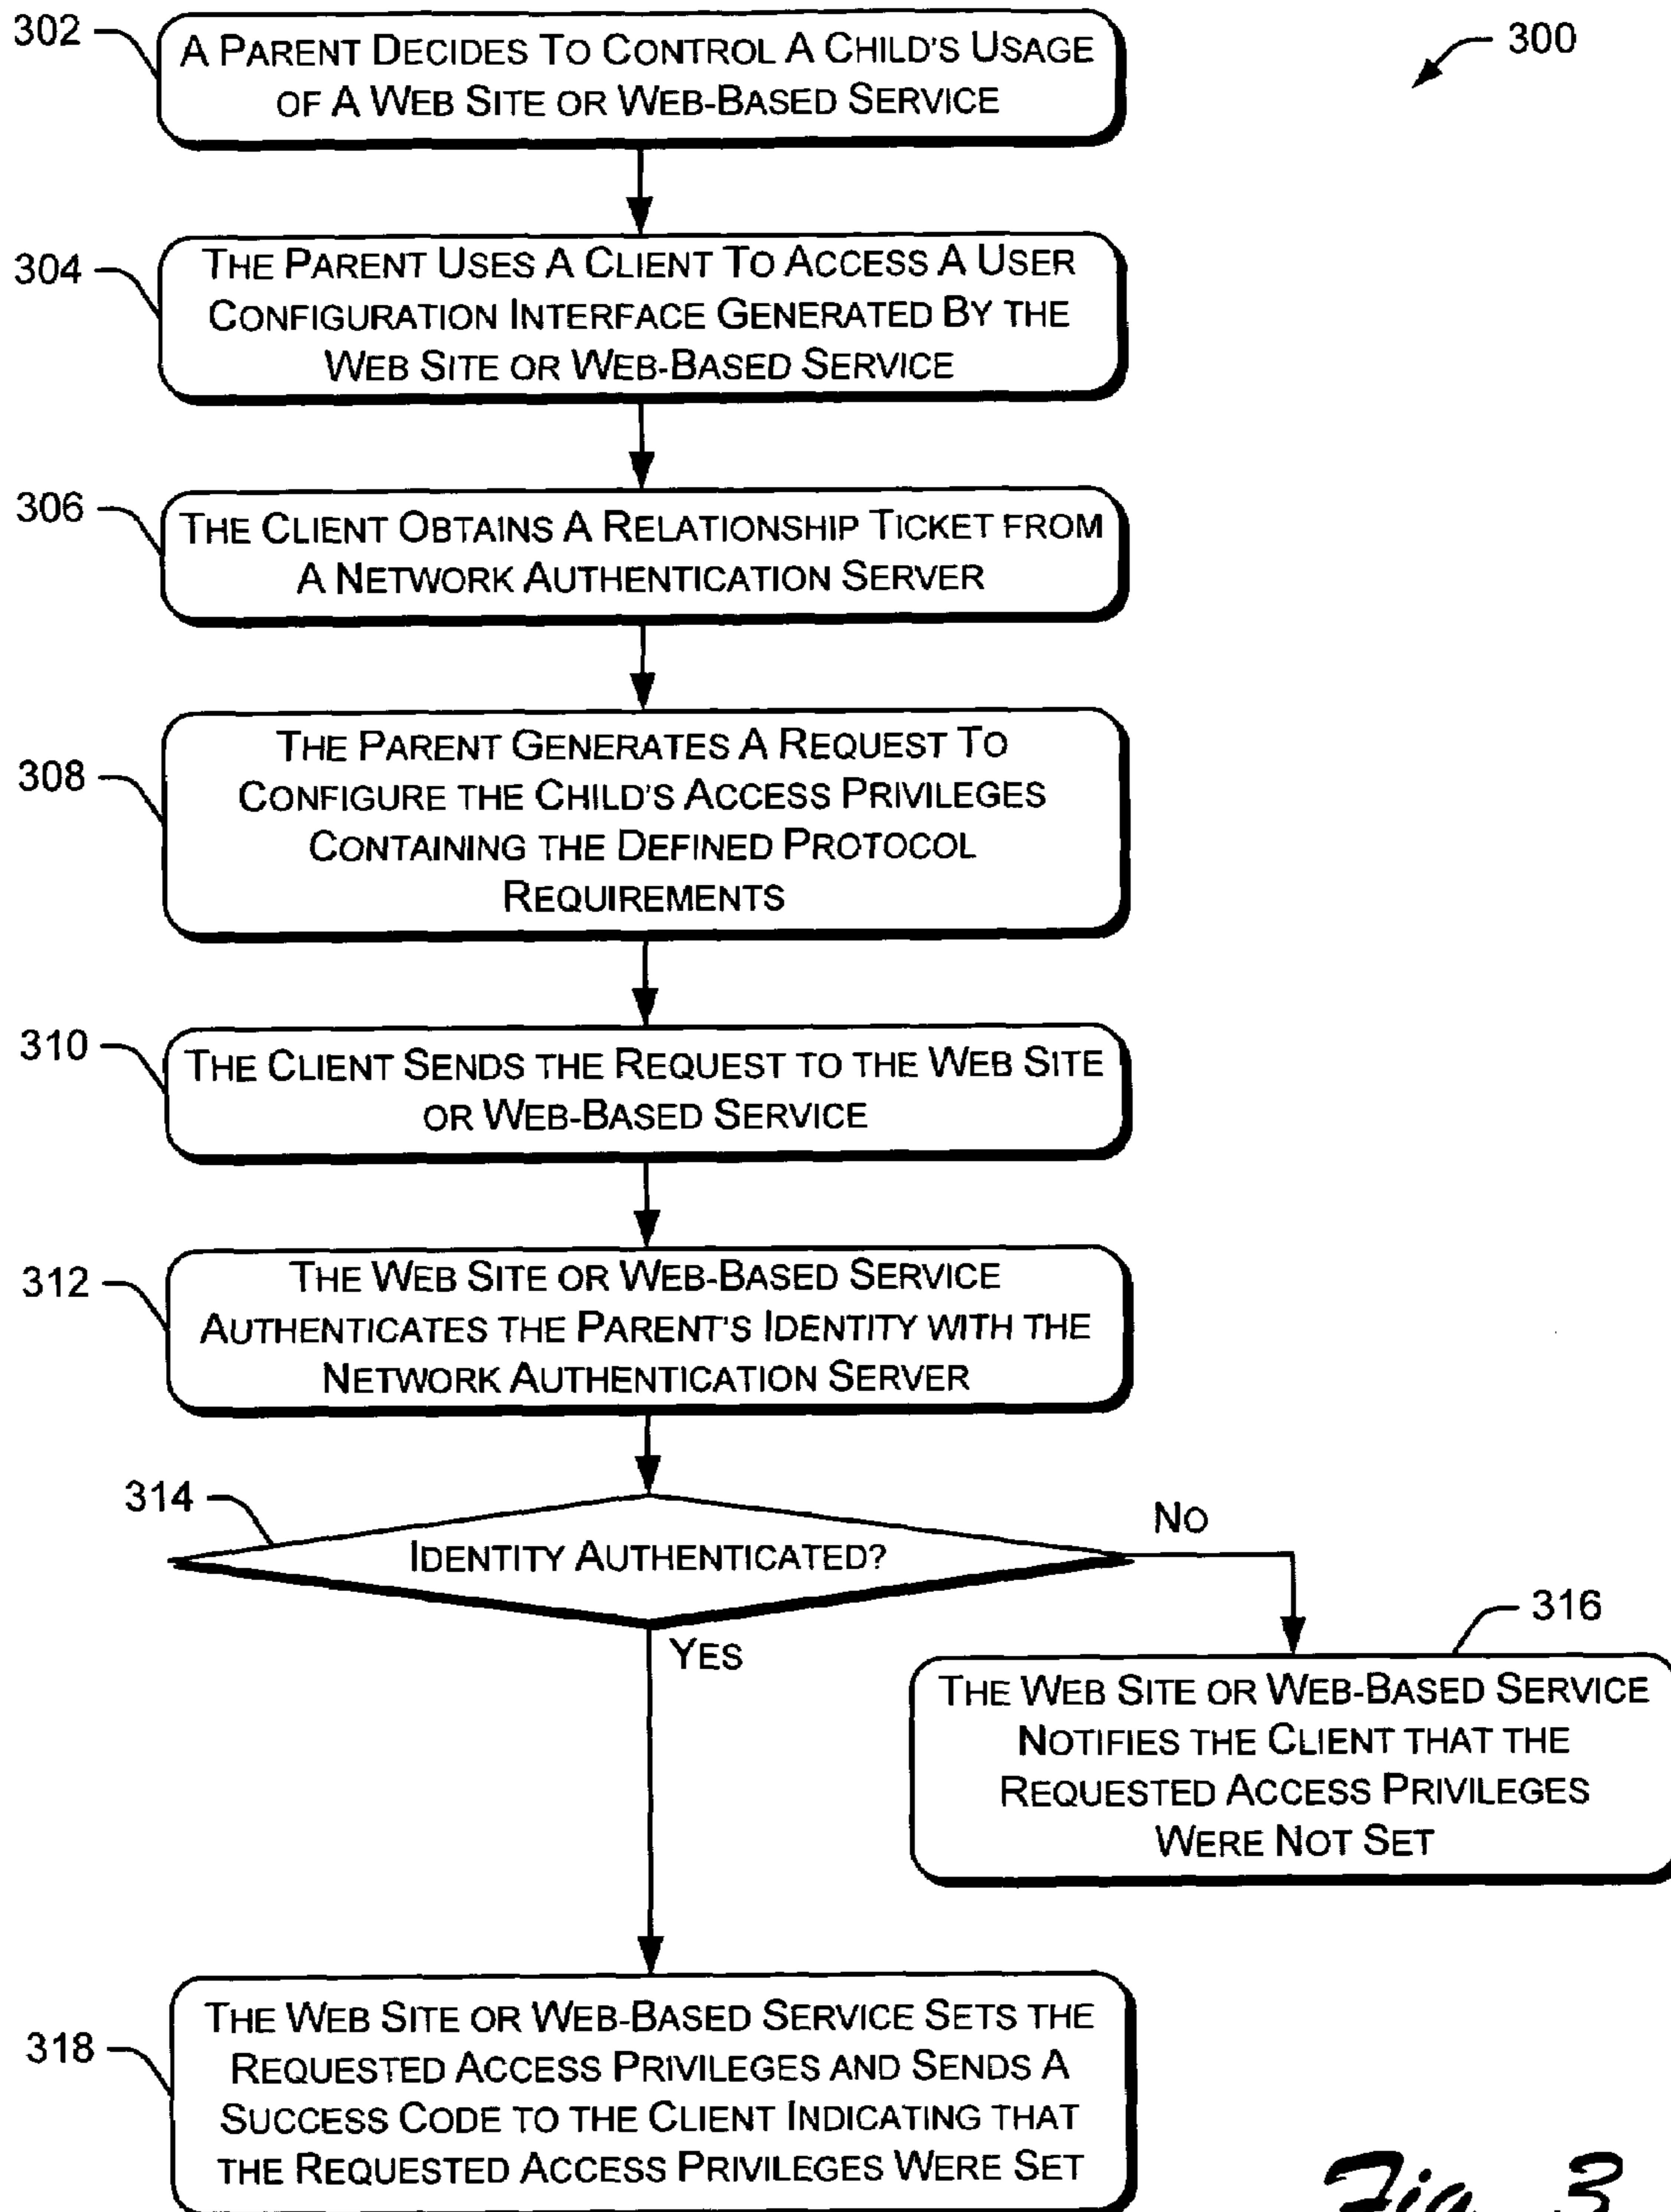 300
302
A PARENT DECIDES TO CONTROL A CHILD'S USAGE
OF A WEB SITE OR WEB-BASED SERVICE
304
THE PARENT USES A CLIENT TO ACCESS A USER
CONFIGURATION INTERFACE GENERATED BY THE
WEB SITE OR WEB-BASED SERVICE
306
THE CLIENT OBTAINS A RELATIONSHIP TICKET FROM
A NETWORK AUTHENTICATION SERVER
308
THE PARENT GENERATES A REQUEST TO
CONFIGURE THE CHILD'S ACCESS PRIVILEGES
CONTAINING THE DEFINED PROTOCOL
REQUIREMENTS
310
THE CLIENT SENDS THE REQUEST TO THE WEB SITE
OR WEB-BASED SERVICE
312
THE WEB SITE OR WEB-BASED SERVICE
AUTHENTICATES THE PARENT'S IDENTITY WITH THE
NETWORK AUTHENTICATION SERVER
314
IDENTITY AUTHENTICATED?
NO
YES
316
THE WEB SITE OR WEB-BASED SERVICE
NOTIFIES THE CLIENT THAT THE
REQUESTED ACCESS PRIVILEGES
WERE NOT SET
318
THE WEB SITE OR WEB-BASED SERVICE SETS THE
REQUESTED ACCESS PRIVILEGES AND SENDS A
SUCCESS CODE TO THE CLIENT INDICATING THAT
THE REQUESTED ACCESS PRIVILEGES WERE SET
Fig. 3